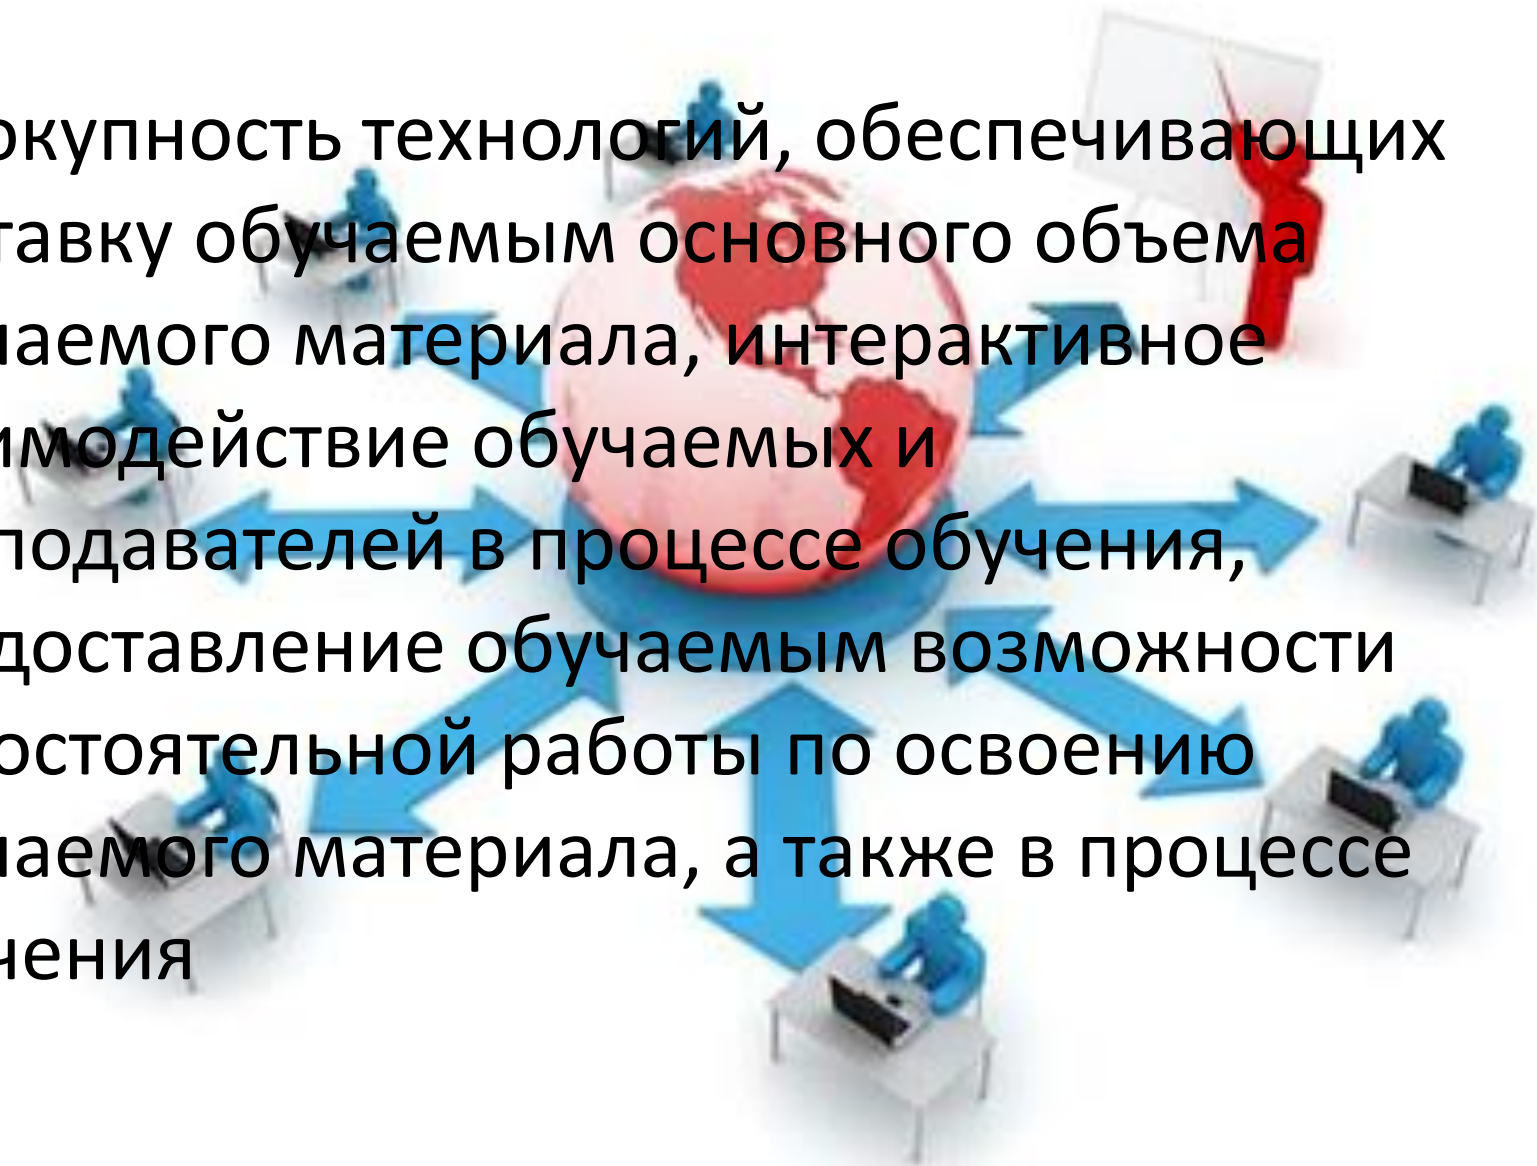 окупность технологий, обеспечивающих
тавку обучаемым основного объема
аемого материала, интерактивное
имодействие обучаемых и
подавателей в процессе обучения,
доставление обучаемым возможности
остоятельной работы по освоению
аемого материала, а также в процессе
чения